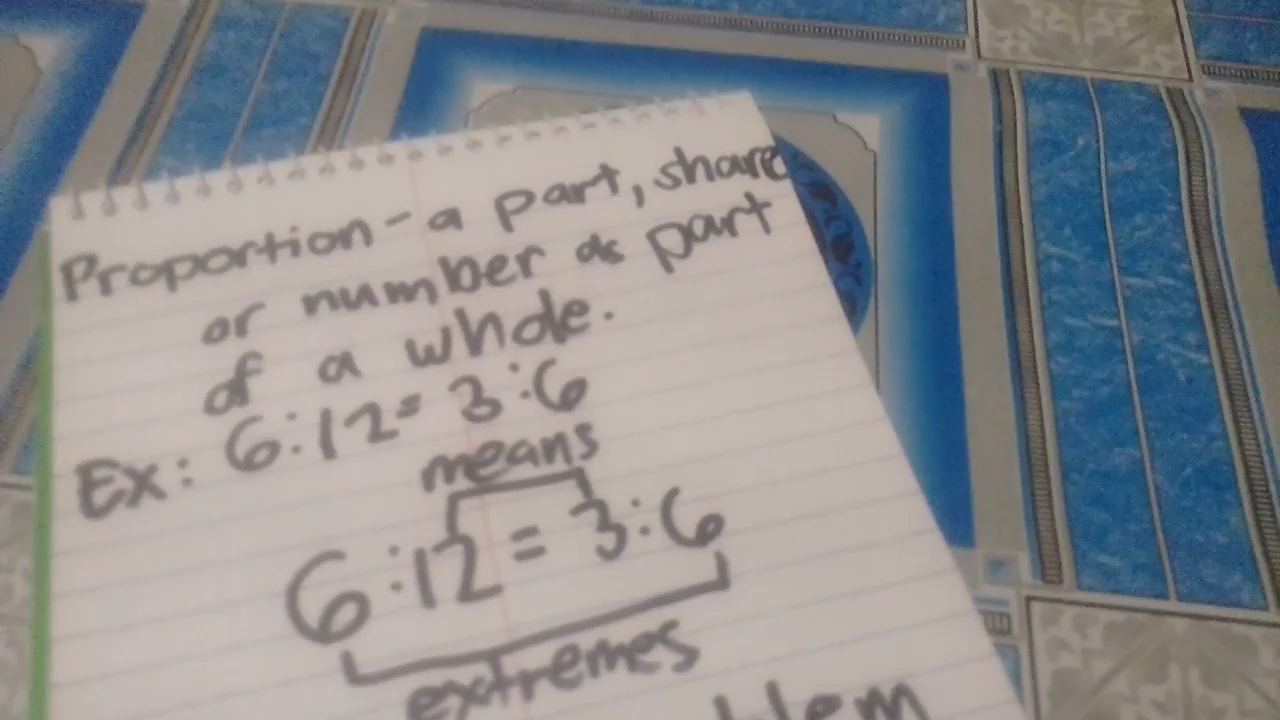 Proportion - a part, share
or number as part
of a whole.
Ex: 6:12 = 3:6
means
6:12 = 3:6
extremes